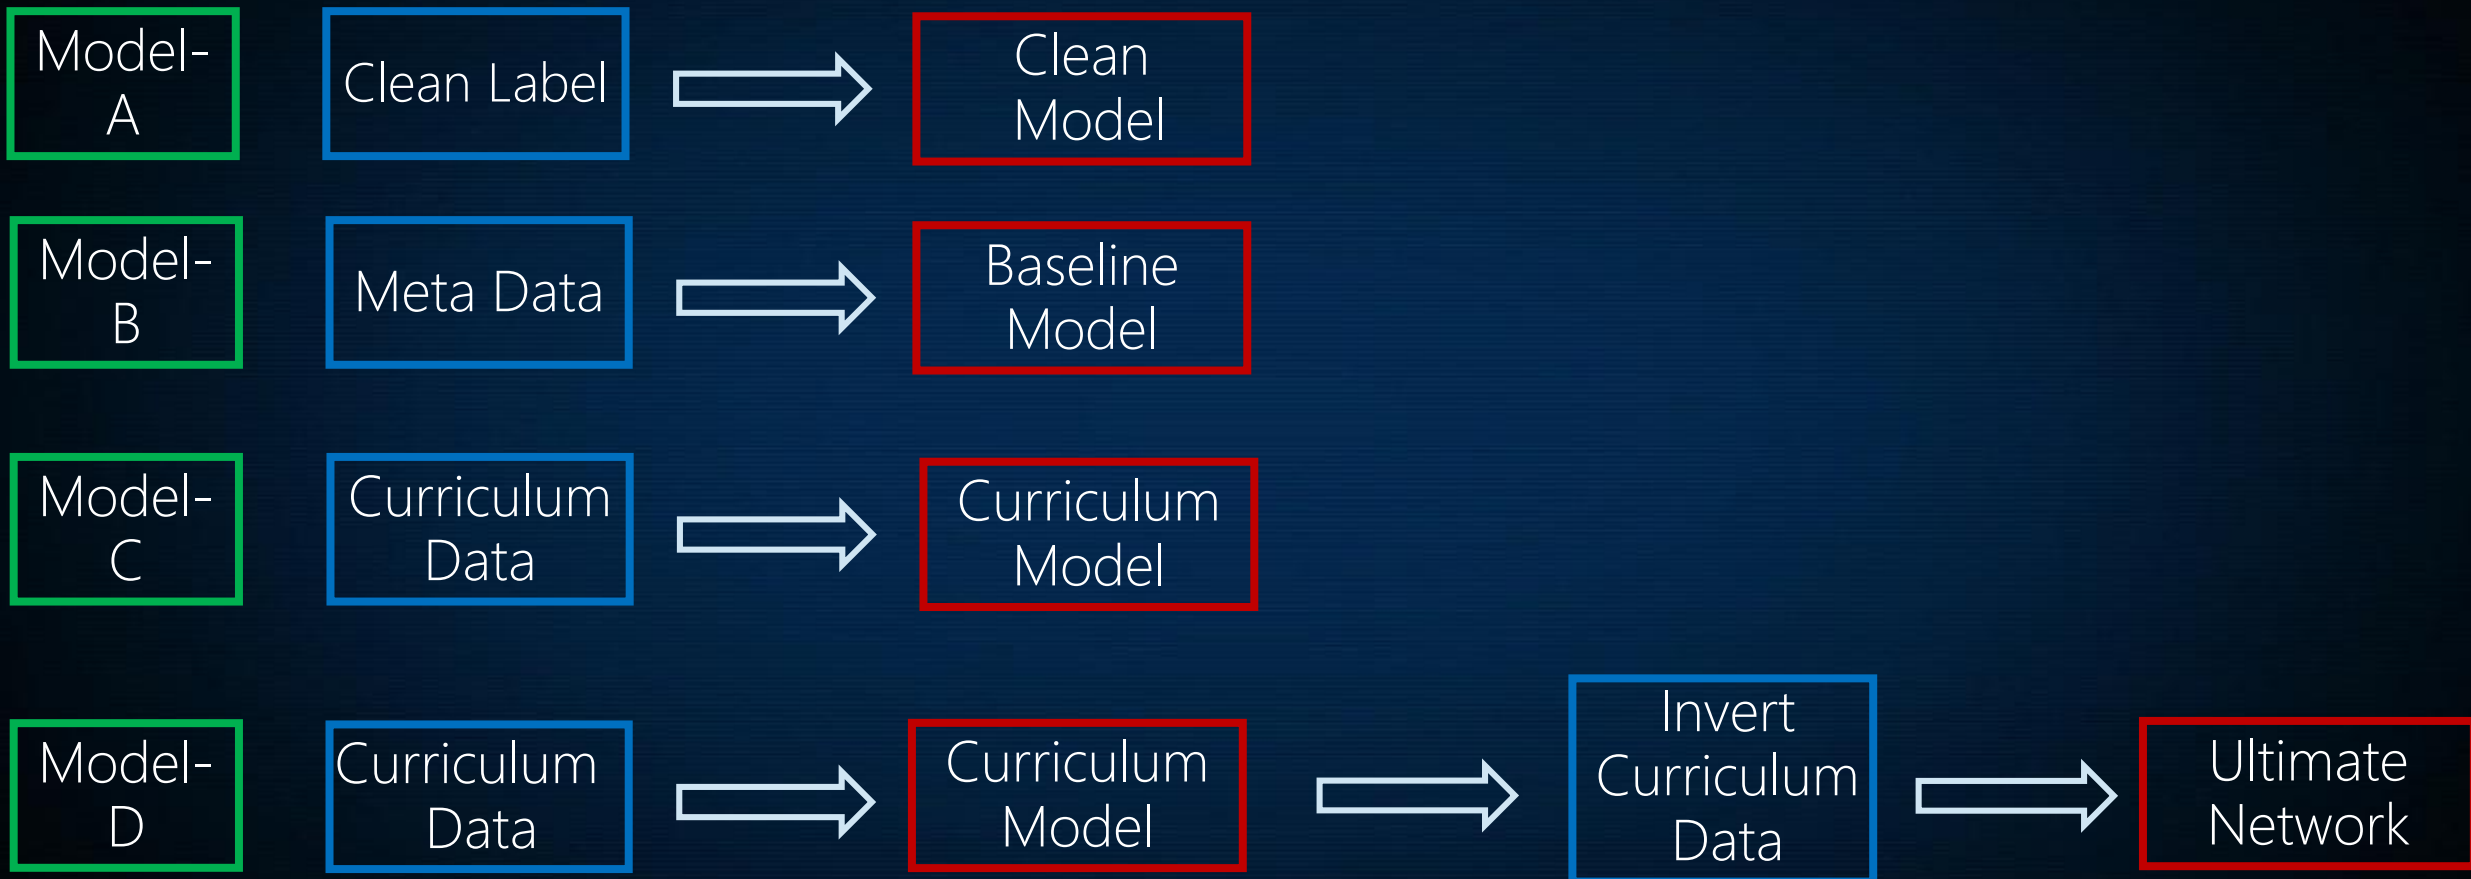 Model-
A
Clean Label
Clean
Model
Model-
B
Meta Data
Baseline
Model
Model-
C
Curriculum
Data
Curriculum
Model
Model-
D
Curriculum
Data
Curriculum
Model
Invert
Curriculum
Data
Ultimate
Network